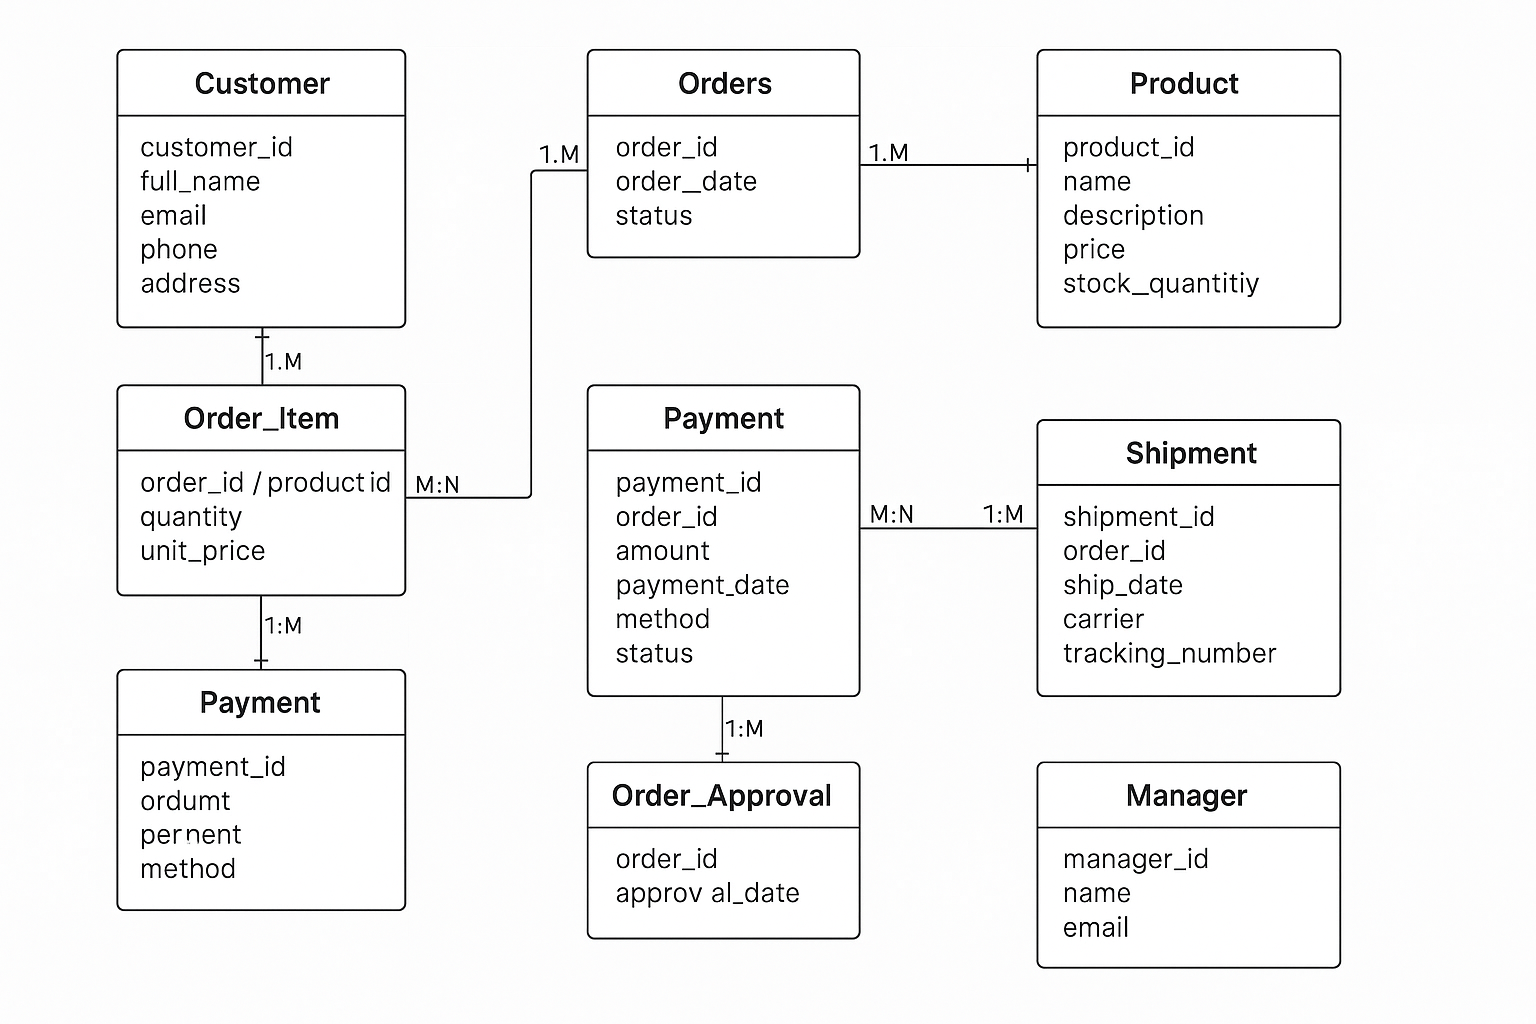 Customer
customer_id
full_name
email
phone
address
1.M
Orders
order_id
order_date
status
1.M
1.M
Product
product_id
name
description
price
stock_quantitiy
Order_Item
order_id / product id
quantity
unit_price
M:N
1:M
Payment
payment_id
order_id
amount
payment_date
method
status
M:N
1:M
1:M
Shipment
shipment_id
order_id
ship_date
carrier
tracking_number
Payment
payment_id
ordumt
pernent
method
Order_Approval
order_id
approv al_date
Manager
manager_id
name
email